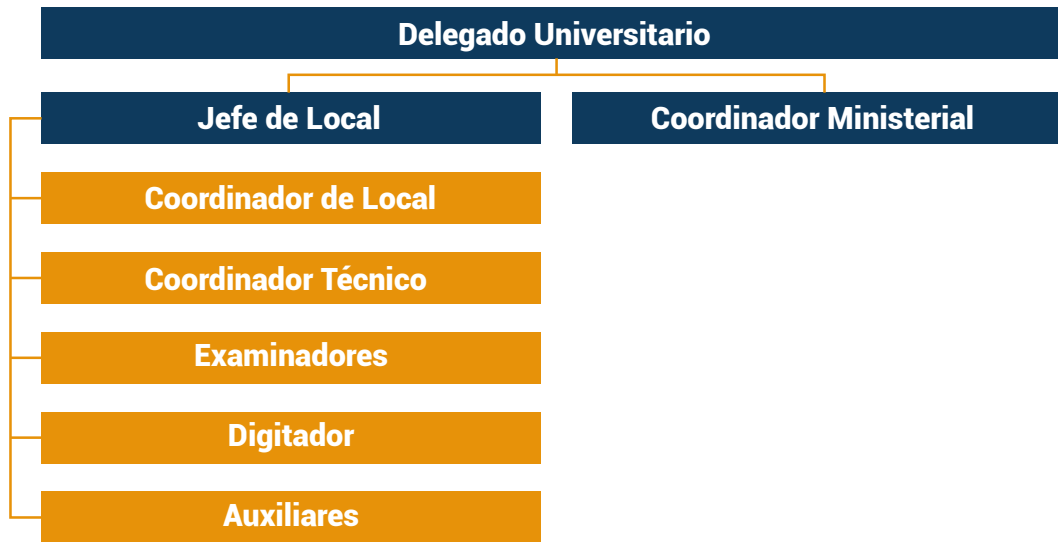 Delegado Universitario
Jefe de Local
Coordinador Ministerial
Coordinador de Local
Coordinador Técnico
Examinadores
Digitador
Auxiliares